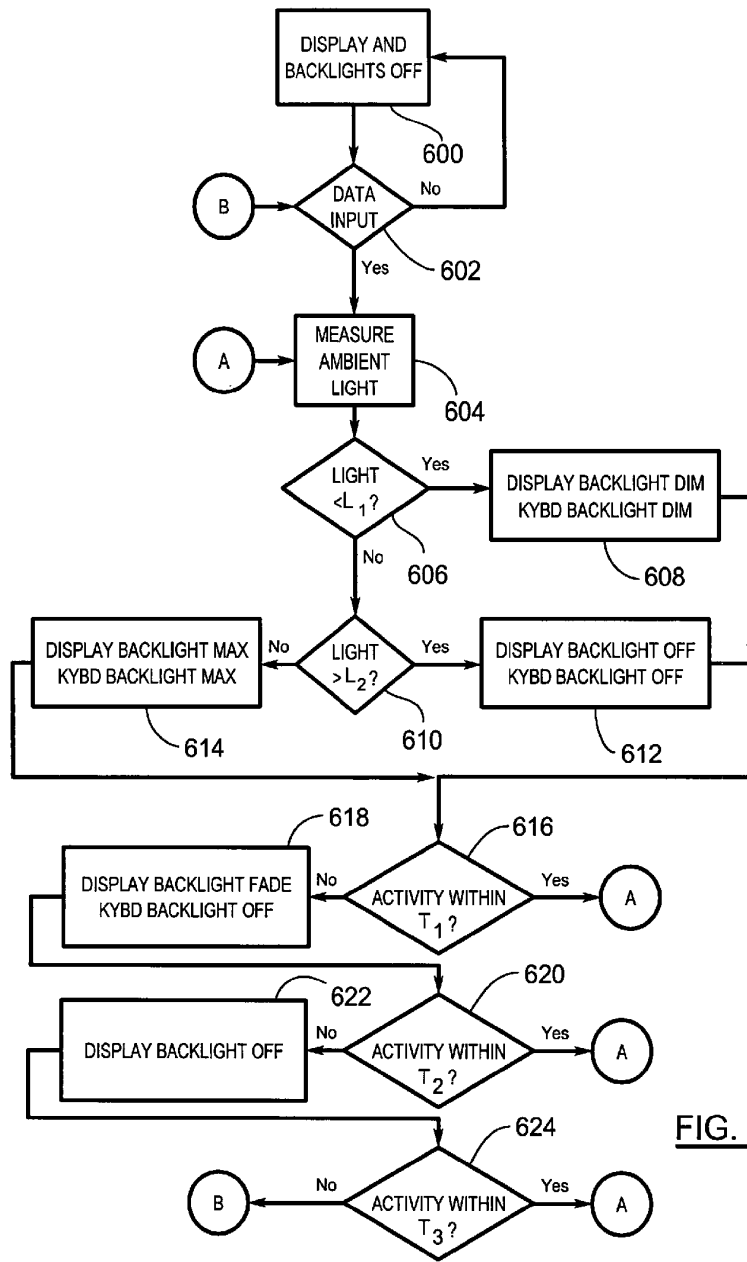 DISPLAY AND
BACKLIGHTS OFF
600
B
DATA
INPUT
No
602
Yes
A
MEASURE
AMBIENT
LIGHT
604
LIGHT
<L1?
Yes
DISPLAY BACKLIGHT DIM
KYBD BACKLIGHT DIM
606
608
No
DISPLAY BACKLIGHT MAX
KYBD BACKLIGHT MAX
No
LIGHT
>L2?
Yes
DISPLAY BACKLIGHT OFF
KYBD BACKLIGHT OFF
614
610
612
618
616
DISPLAY BACKLIGHT FADE
KYBD BACKLIGHT OFF
No
ACTIVITY WITHIN
T1?
Yes
A
622
620
DISPLAY BACKLIGHT OFF
No
ACTIVITY WITHIN
T2?
Yes
A
624
FIG.
B
No
ACTIVITY WITHIN
T3?
Yes
A